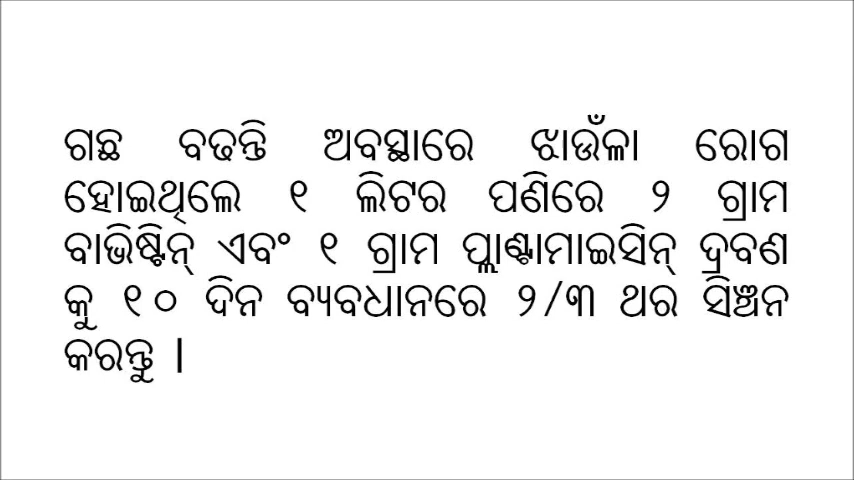 ଗଛ ବଢନ୍ତି ଅବସ୍ଥାରେ ଝାଉଁଳା ରୋଗ
ହୋଇଥିଲେ ୧ ଲିଟର ପଣିରେ ୨ ଗ୍ରାମ
ବାଭିଷ୍ଟିନ୍ ଏବଂ ୧ ଗ୍ରାମ ପ୍ଲାଣ୍ଟାମାଇସିନ୍ ଦ୍ରବଣ
କୁ ୧୦ ଦିନ ବ୍ୟବଧାନରେ ୨/୩ ଥର ସିଞ୍ଚନ
କରନ୍ତୁ |